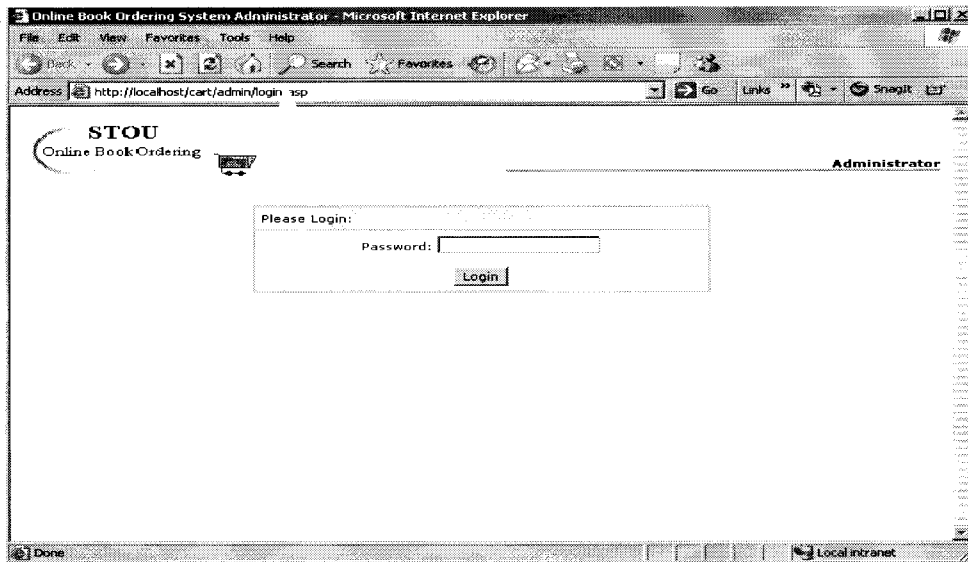 Online Book Ordering System Administrator - Microsoft Internet Explorer
File Edit View Favorites Tools Help
Back Search Favorites
Address http://localhost/cart/admin/login asp Go Links » SnagIt
STOU
Online Book Ordering
Administrator
Please Login:
Password:
Login
Done Local intranet